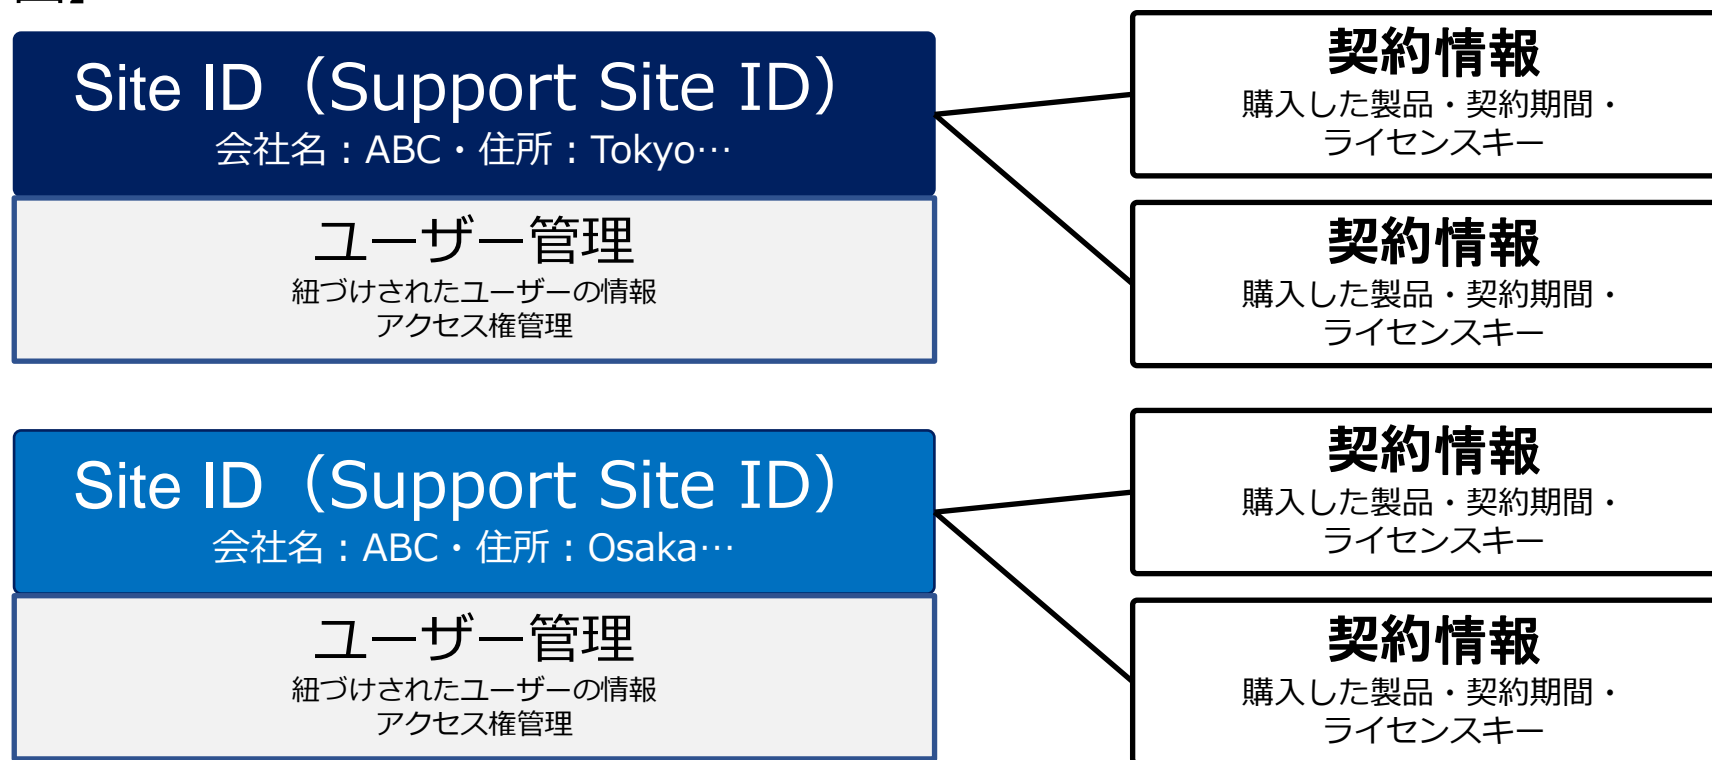 Site ID（Support Site ID）
会社名：ABC・住所：Tokyo…
ユーザー管理
紐づけされたユーザーの情報
アクセス権管理
契約情報
購入した製品・契約期間・
ライセンスキー
契約情報
購入した製品・契約期間・
ライセンスキー
Site ID（Support Site ID）
会社名：ABC・住所：Osaka…
ユーザー管理
紐づけされたユーザーの情報
アクセス権管理
契約情報
購入した製品・契約期間・
ライセンスキー
契約情報
購入した製品・契約期間・
ライセンスキー